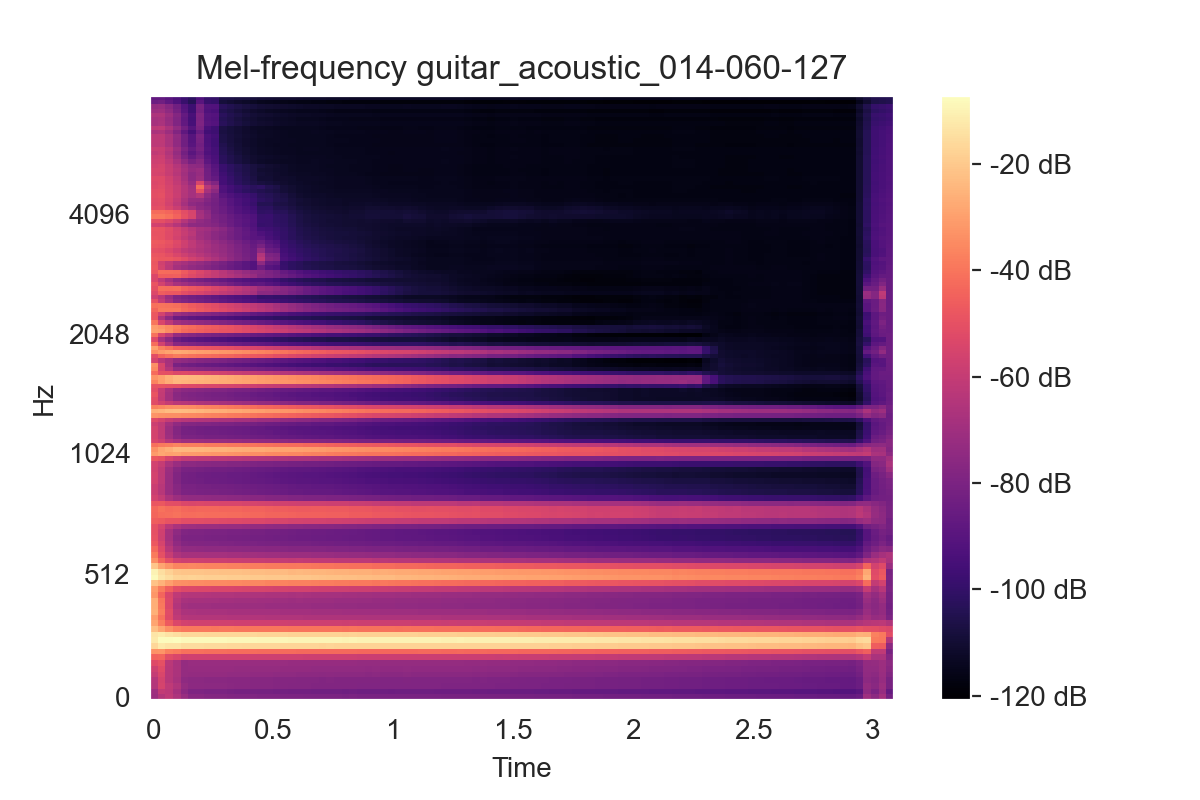 Mel-frequency guitar_acoustic_014-060-127
4096
2048
Hz
1024
512
0
0 0.5 1 1.5 2 2.5 3
Time
-20 dB
-40 dB
-60 dB
-80 dB
-100 dB
-120 dB